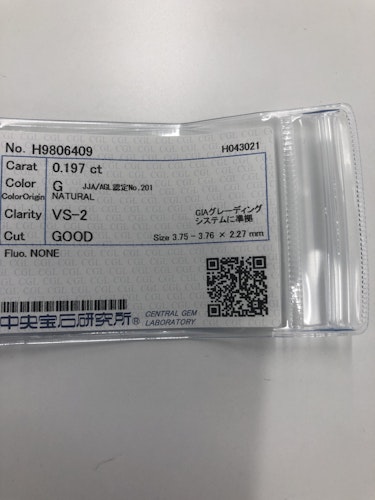 No. H9806409 H043021
Carat 0.197 ct
Color G JJA/AGL認定No.201
ColorOrigin NATURAL
Clarity VS-2
GIAグレーディング
システムに準拠
Cut GOOD Size 3.75 - 3.76 × 2.27 mm
Fluo. NONE
中央宝石研究所® CENTRAL GEM
LABORATORY